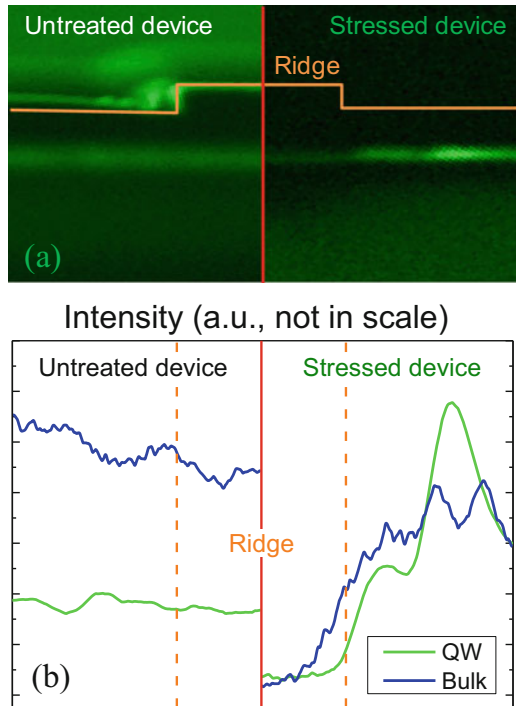 Untreated device
Stressed device
Ridge
(a)
Intensity (a.u., not in scale)
Untreated device
Stressed device
Ridge
QW
Bulk
(b)